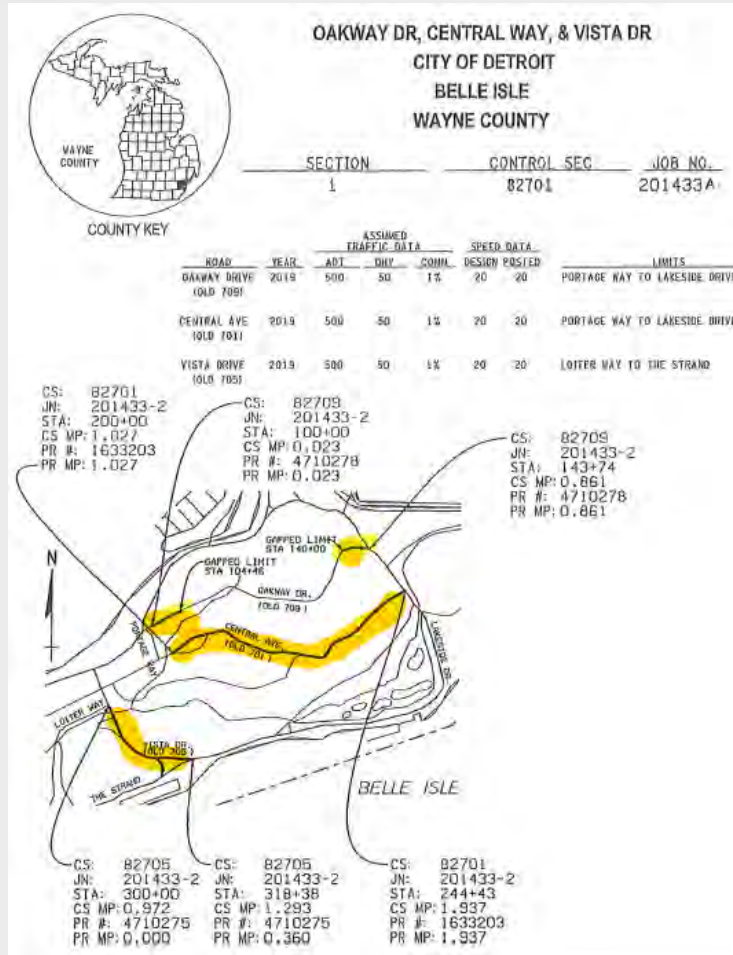 OAKWAY DR, CENTRAL WAY, & VISTA DR
CITY OF DETROIT
BELLE ISLE
WAYNE COUNTY
WAYNE
COUNTY
COUNTY KEY
SECTION CONTROL SEC JOB NO.
1 82701 201433A
ASSUMED
TRAFFIC DATA SPEED DATA
ROAD YEAR ADT DHV COMM. DESIGN POSTED LIMITS
OAKWAY DRIVE 2019 500 50 1% 20 20 PORTAGE WAY TO LAKESIDE DRIVE
(OLD 709)
CENTRAL AVE 2019 500 50 1% 20 20 PORTAGE WAY TO LAKESIDE DRIVE
(OLD 701)
VISTA DRIVE 2019 500 50 1% 20 20 LOITER WAY TO THE STRAND
(OLD 705)
CS: 82701
JN: 201433-2
STA: 200+00
CS MP: 1.027
PR #: 1633203
PR MP: 1.027
CS: 82709
JN: 201433-2
STA: 100+00
CS MP: 0.023
PR #: 4710278
PR MP: 0.023
CS: 82709
JN: 201433-2
STA: 143+74
CS MP: 0.861
PR #: 4710278
PR MP: 0.861
N
GAPPED LIMIT
STA 140+00
GAPPED LIMIT
STA 104+46
OAKWAY DR.
(OLD 709)
CENTRAL AVE.
(OLD 701)
PORTAGE WAY
LAKESIDE DR.
LOITER WAY
VISTA DR.
(OLD 705)
THE STRAND
BELLE ISLE
CS: 82705
JN: 201433-2
STA: 300+00
CS MP: 0.972
PR #: 4710275
PR MP: 0.000
CS: 82705
JN: 201433-2
STA: 318+38
CS MP: 1.293
PR #: 4710275
PR MP: 0.360
CS: 82701
JN: 201433-2
STA: 244+43
CS MP: 1.937
PR #: 1633203
PR MP: 1.937